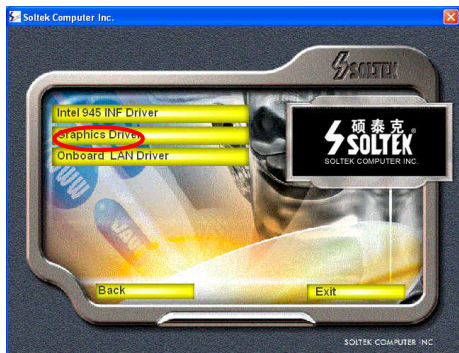 Soltek Computer Inc.
SOLTEK
Intel 945 INF Driver
Graphics Driver
Onboard LAN Driver
硕泰克
SOLTEK®
SOLTEK COMPUTER INC.
WWW
Back
Exit
SOLTEK COMPUTER INC